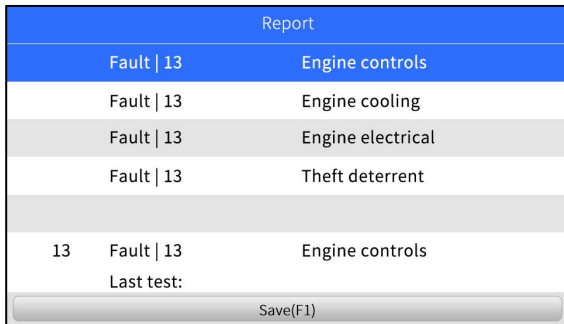 Report
Fault | 13 Engine controls
Fault | 13 Engine cooling
Fault | 13 Engine electrical
Fault | 13 Theft deterrent
13 Fault | 13 Engine controls
Last test:
Save(F1)